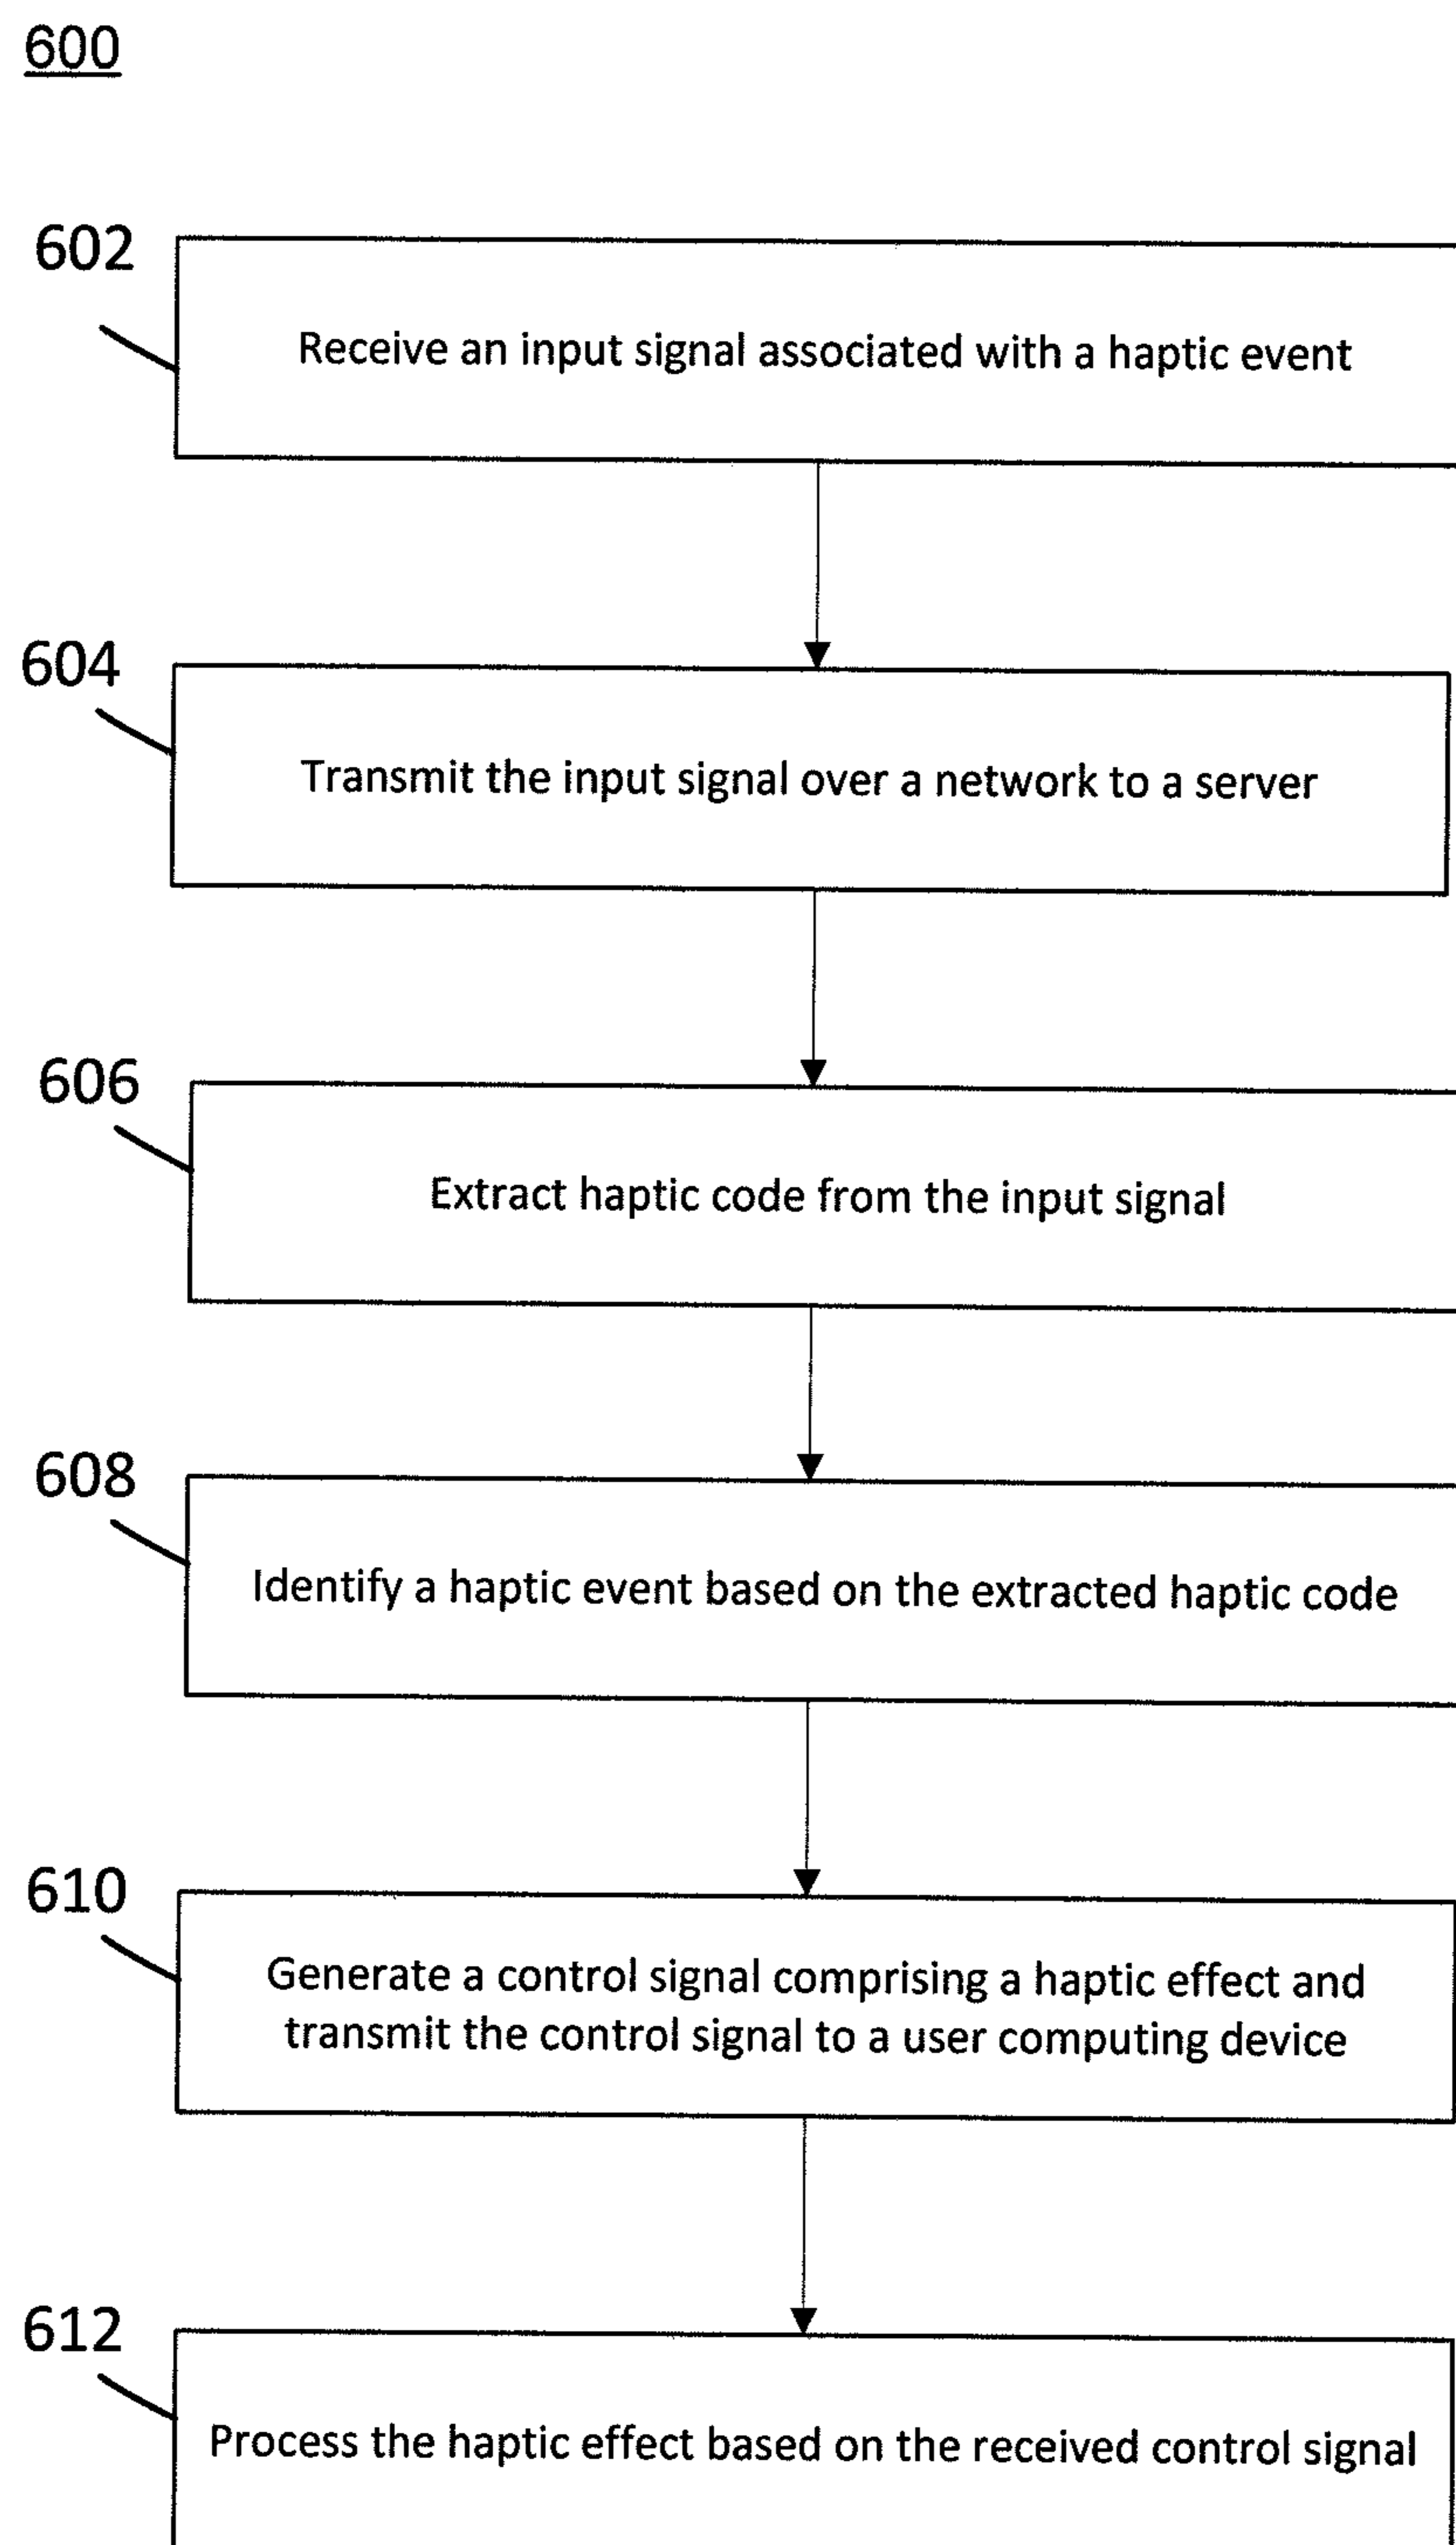 600
602
Receive an input signal associated with a haptic event
604
Transmit the input signal over a network to a server
606
Extract haptic code from the input signal
608
Identify a haptic event based on the extracted haptic code
610
Generate a control signal comprising a haptic effect and
transmit the control signal to a user computing device
612
Process the haptic effect based on the received control signal